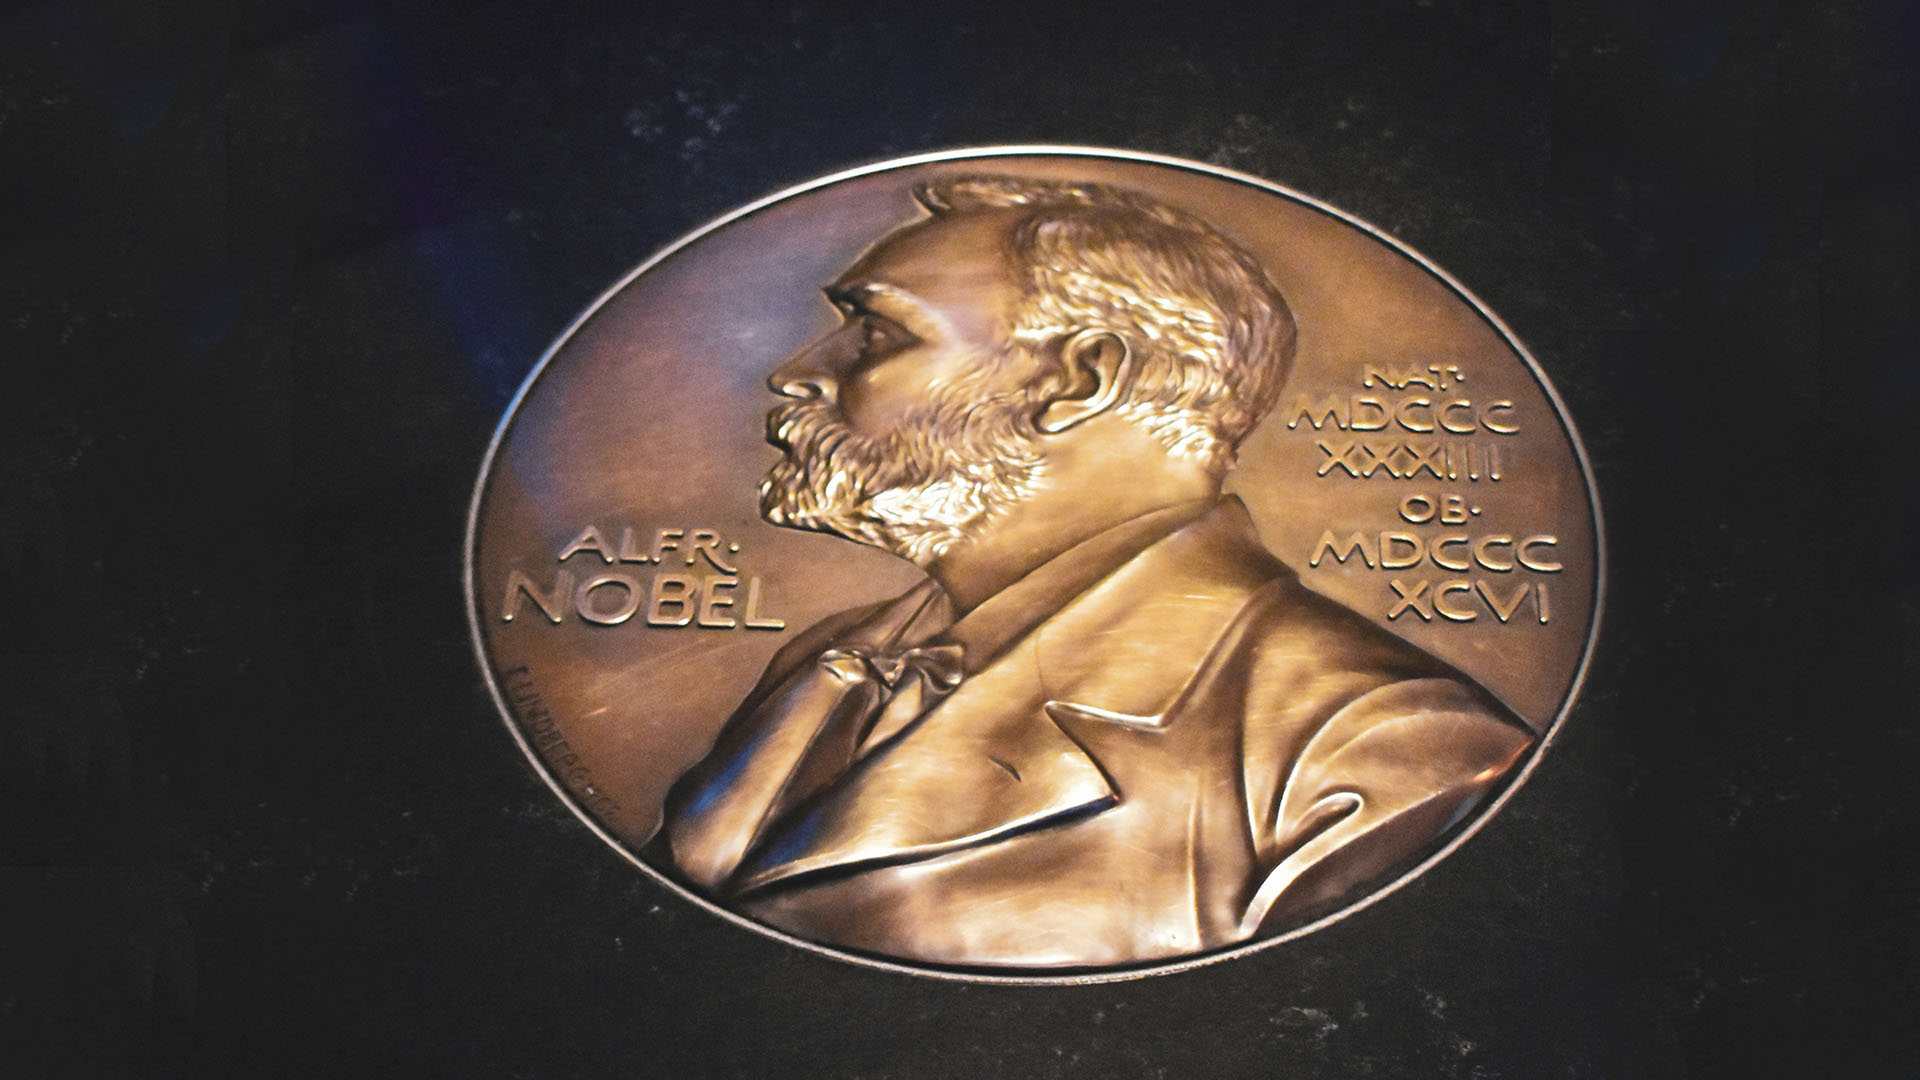 ALFR·
NOBEL
NAT·
MDCCC
XXXIII
OB·
MDCCC
XCVI